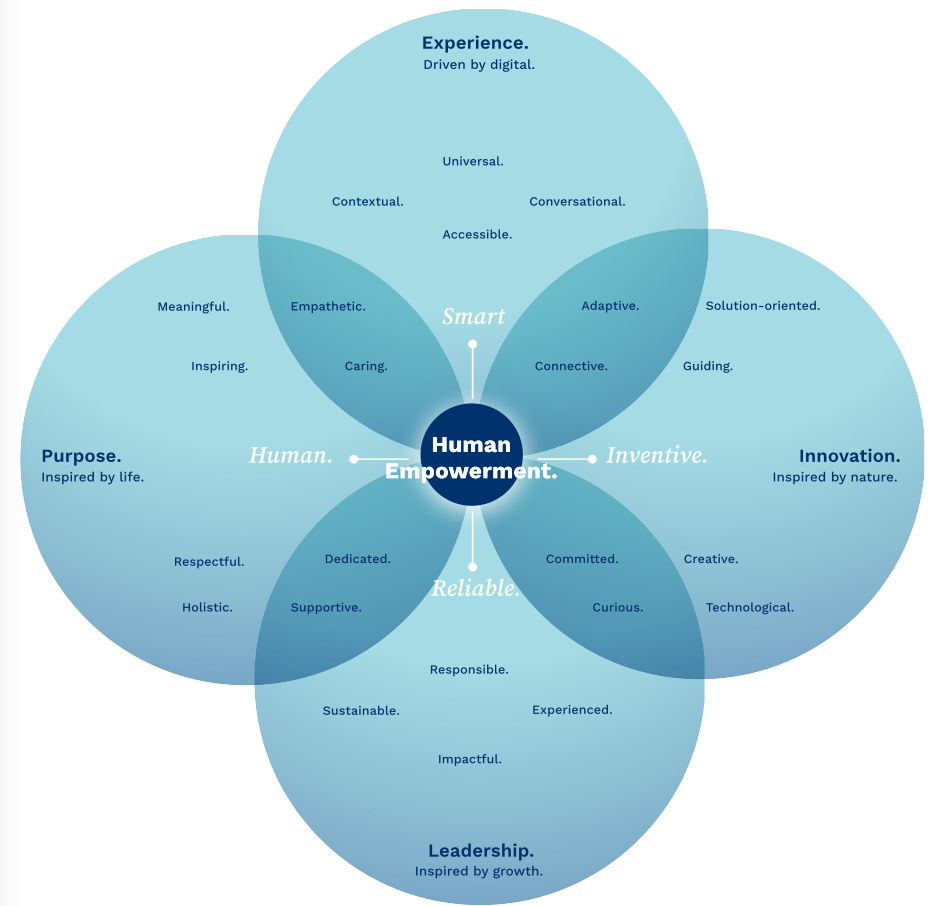 Experience.
Driven by digital.
Universal.
Contextual.
Conversational.
Accessible.
Meaningful.
Empathetic.
Adaptive.
Solution-oriented.
Smart
Inspiring.
Caring.
Connective.
Guiding.
Purpose.
Inspired by life.
Human.
Human
Empowerment.
Inventive.
Innovation.
Inspired by nature.
Respectful.
Dedicated.
Committed.
Creative.
Reliable.
Holistic.
Supportive.
Curious.
Technological.
Responsible.
Sustainable.
Experienced.
Impactful.
Leadership.
Inspired by growth.